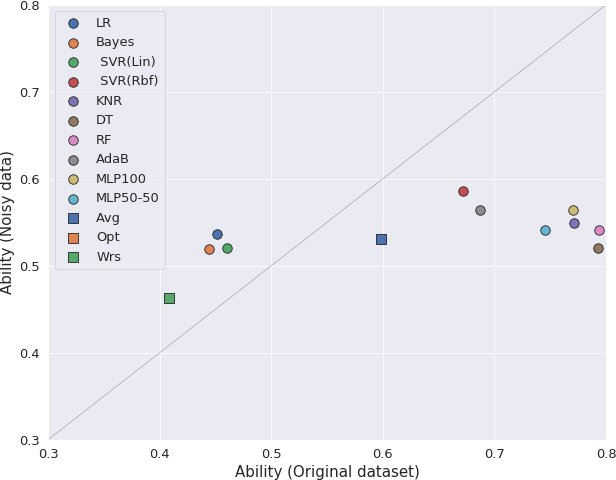 0.8
0.7
0.6
0.5
0.4
0.3
Ability (Noisy data)
LR
Bayes
SVR(Lin)
SVR(Rbf)
KNR
DT
RF
AdaB
MLP100
MLP50-50
Avg
Opt
Wrs
0.3 0.4 0.5 0.6 0.7 0.8
Ability (Original dataset)